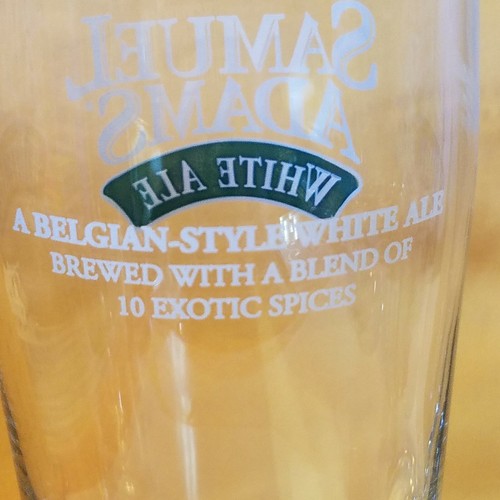 SAMUEL
ADAMS
WHITE ALE
A BELGIAN-STYLE WHITE ALE
BREWED WITH A BLEND OF
10 EXOTIC SPICES